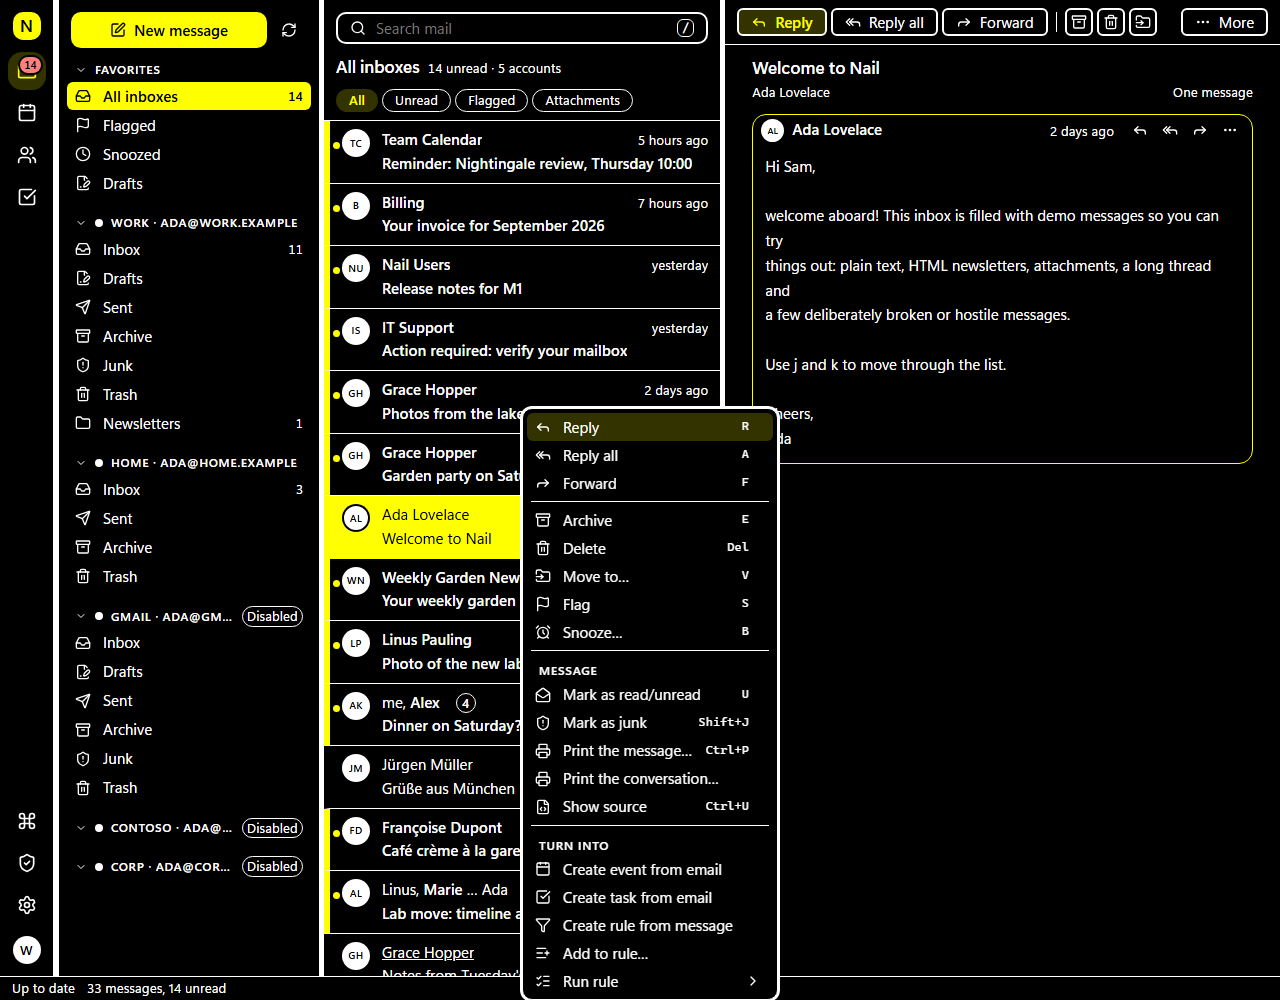 N
14
New message
FAVORITES
All inboxes 14
Flagged
Snoozed
Drafts
WORK · ADA@WORK.EXAMPLE
Inbox 11
Drafts
Sent
Archive
Junk
Trash
Newsletters 1
HOME · ADA@HOME.EXAMPLE
Inbox 3
Sent
Archive
Trash
GMAIL · ADA@GM... Disabled
Inbox
Drafts
Sent
Archive
Junk
Trash
CONTOSO · ADA@... Disabled
CORP · ADA@COR... Disabled
W
Up to date 33 messages, 14 unread
Search mail /
All inboxes 14 unread · 5 accounts
All Unread Flagged Attachments
TC Team Calendar 5 hours ago
Reminder: Nightingale review, Thursday 10:00
B Billing 7 hours ago
Your invoice for September 2026
NU Nail Users yesterday
Release notes for M1
IS IT Support yesterday
Action required: verify your mailbox
GH Grace Hopper 2 days ago
Photos from the lake
GH Grace Hopper
Garden party on
AL Ada Lovelace
Welcome to Nail
WN Weekly Garden
Your weekly garden
LP Linus Pauling
Photo of the new
AK me, Alex 4
Dinner on Saturday?
JM Jürgen Müller
Grüße aus München
FD Françoise Dupont
Café crème à la gare
AL Linus, Marie ... Ada
Lab move: timeline
GH Grace Hopper
Notes from Tuesday's
Reply Reply all Forward More
Welcome to Nail
Ada Lovelace One message
AL Ada Lovelace 2 days ago
Hi Sam,
welcome aboard! This inbox is filled with demo messages so you can
try
things out: plain text, HTML newsletters, attachments, a long thread
and
a few deliberately broken or hostile messages.
Use j and k to move through the list.
Reply R
Reply all A
Forward F
Archive E
Delete Del
Move to... V
Flag S
Snooze... B
MESSAGE
Mark as read/unread U
Mark as junk Shift+J
Print the message... Ctrl+P
Print the conversation...
Show source Ctrl+U
TURN INTO
Create event from email
Create task from email
Create rule from message
Add to rule...
Run rule